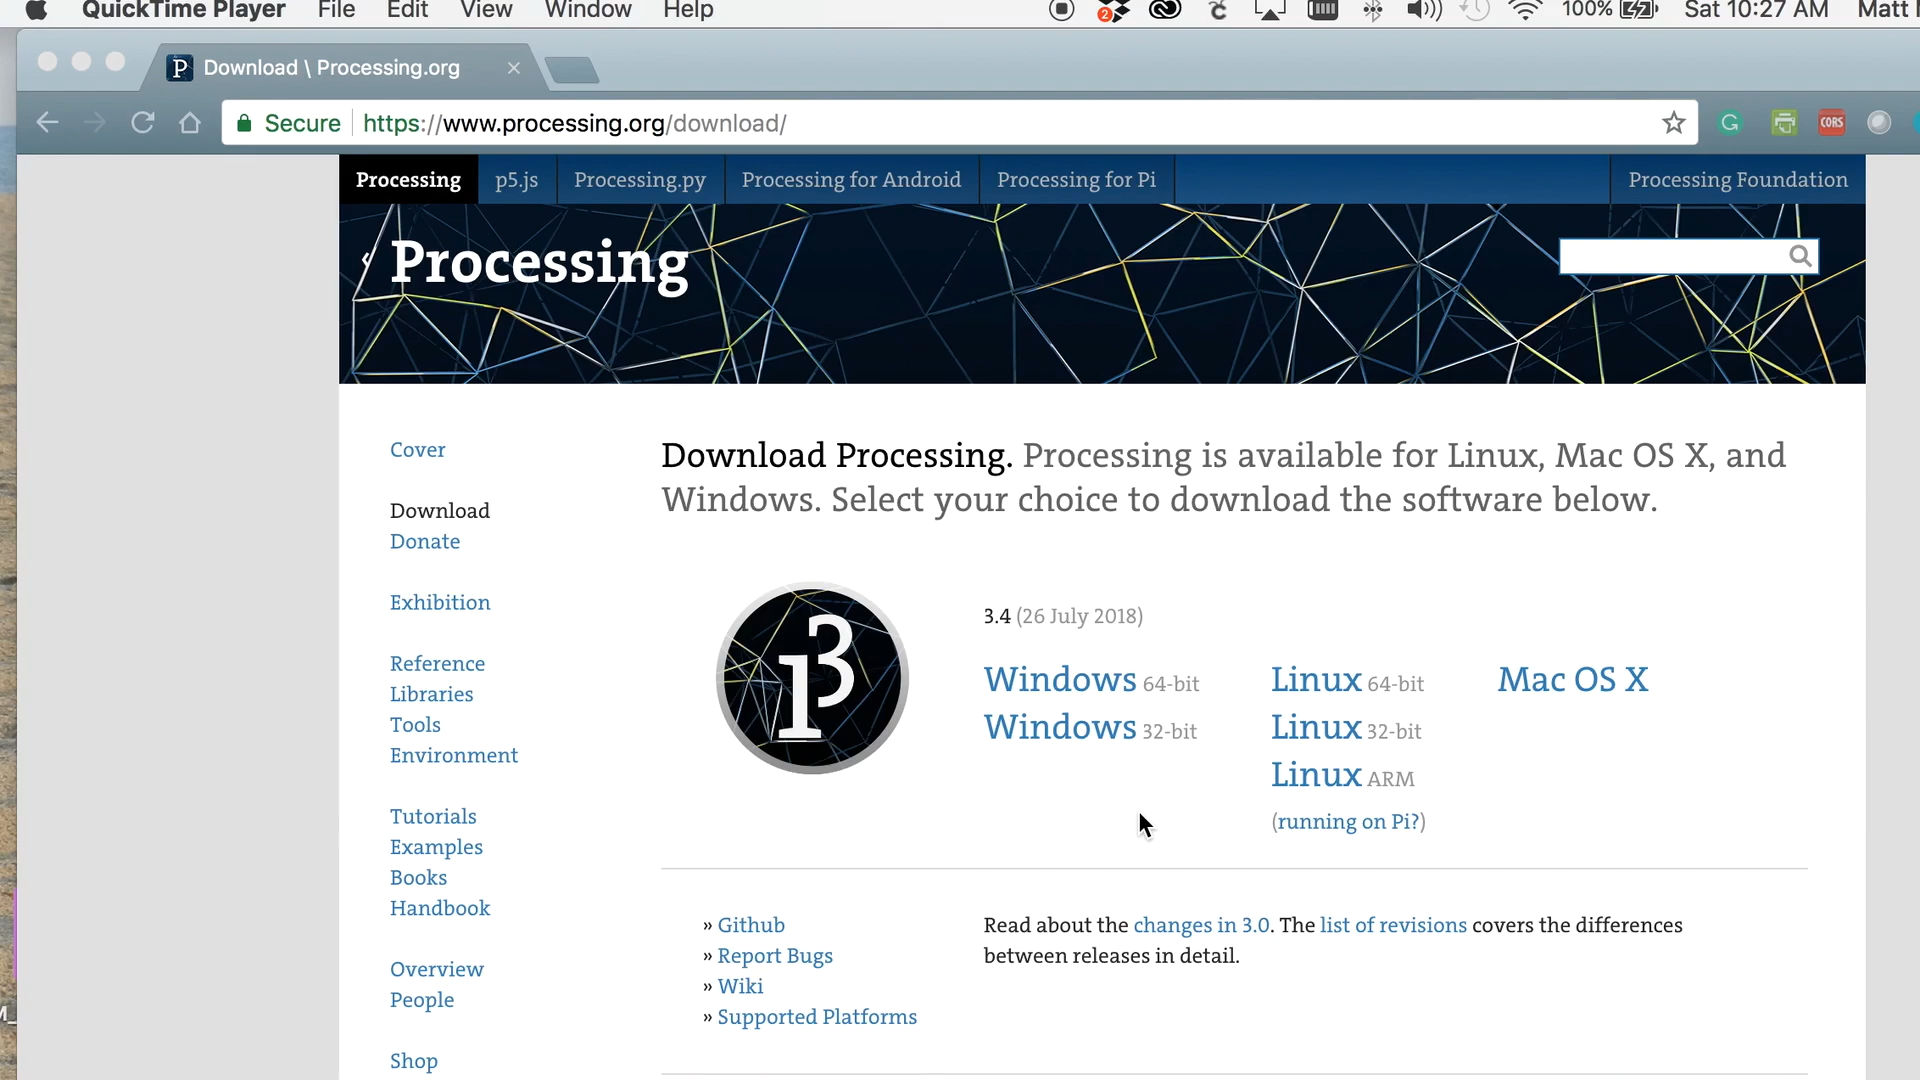 QuickTime Player File Edit View Window Help 2 100% Sat 10:27 AM Matt
P Download \ Processing.org
Secure https://www.processing.org/download/ CORS
Processing p5.js Processing.py Processing for Android Processing for Pi Processing Foundation
Processing
Cover
Download
Donate
Exhibition
Reference
Libraries
Tools
Environment
Tutorials
Examples
Books
Handbook
Overview
People
Shop
Download Processing. Processing is available for Linux, Mac OS X, and
Windows. Select your choice to download the software below.
3.4 (26 July 2018)
Windows 64-bit
Windows 32-bit
Linux 64-bit
Linux 32-bit
Linux ARM
(running on Pi?)
Mac OS X
» Github
» Report Bugs
» Wiki
» Supported Platforms
Read about the changes in 3.0. The list of revisions covers the differences
between releases in detail.